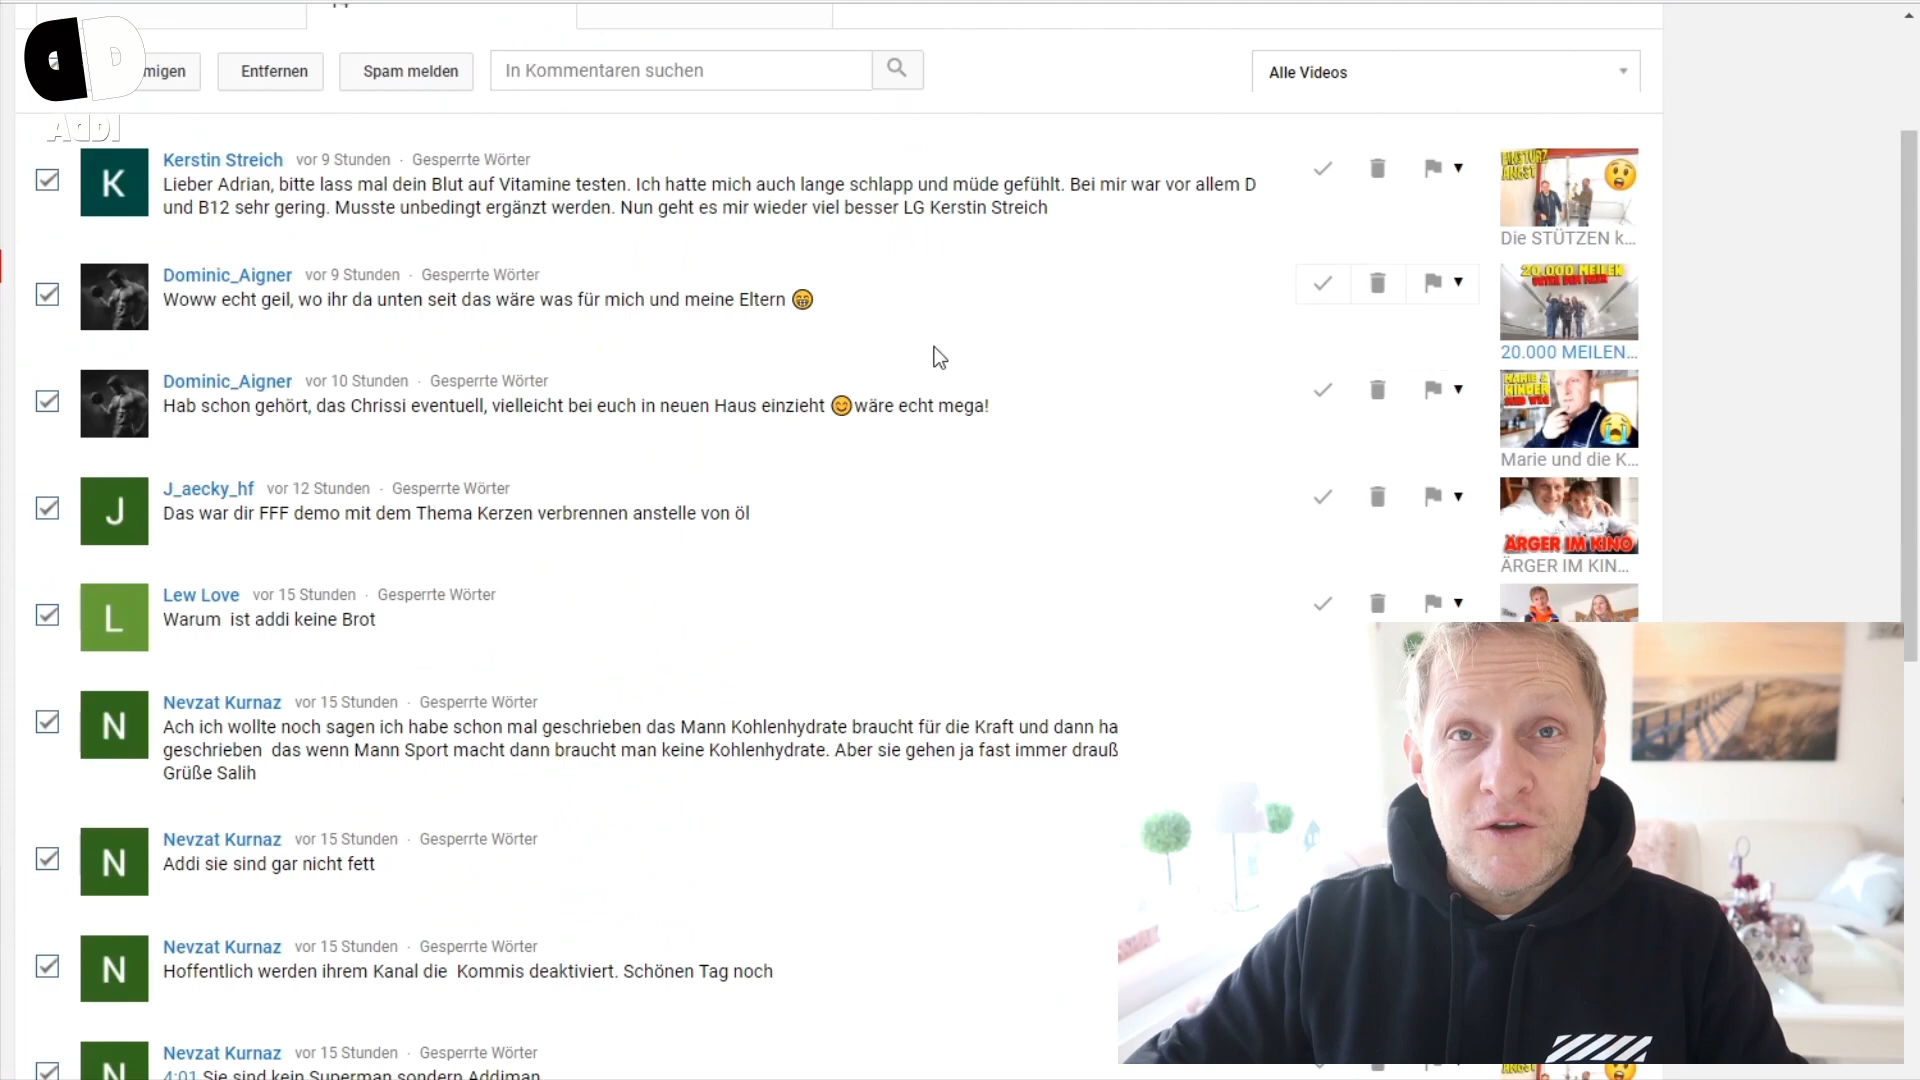 ADDI
migen
Entfernen
Spam melden
In Kommentaren suchen
Alle Videos
K
Kerstin Streich vor 9 Stunden · Gesperrte Wörter
Lieber Adrian, bitte lass mal dein Blut auf Vitamine testen. Ich hatte mich auch lange schlapp und müde gefühlt. Bei mir war vor allem D
und B12 sehr gering. Musste unbedingt ergänzt werden. Nun geht es mir wieder viel besser LG Kerstin Streich
ANGST
Die STÜTZEN k...
Dominic_Aigner vor 9 Stunden · Gesperrte Wörter
Woww echt geil, wo ihr da unten seit das wäre was für mich und meine Eltern 😁
20.000 MEILEN
UNTER DEM MEER
20.000 MEILEN...
Dominic_Aigner vor 10 Stunden · Gesperrte Wörter
Hab schon gehört, das Chrissi eventuell, vielleicht bei euch in neuen Haus einzieht 😊wäre echt mega!
MARIE &
KINDER
SIND WEG
Marie und die K...
J
J_aecky_hf vor 12 Stunden · Gesperrte Wörter
Das war dir FFF demo mit dem Thema Kerzen verbrennen anstelle von öl
ÄRGER IM KINO
ÄRGER IM KIN...
L
Lew Love vor 15 Stunden · Gesperrte Wörter
Warum  ist addi keine Brot
N
Nevzat Kurnaz vor 15 Stunden · Gesperrte Wörter
Ach ich wollte noch sagen ich habe schon mal geschrieben das Mann Kohlenhydrate braucht für die Kraft und dann ha
geschrieben  das wenn Mann Sport macht dann braucht man keine Kohlenhydrate. Aber sie gehen ja fast immer drauß
Grüße Salih
N
Nevzat Kurnaz vor 15 Stunden · Gesperrte Wörter
Addi sie sind gar nicht fett
N
Nevzat Kurnaz vor 15 Stunden · Gesperrte Wörter
Hoffentlich werden ihrem Kanal die  Kommis deaktiviert. Schönen Tag noch
N
Nevzat Kurnaz vor 15 Stunden · Gesperrte Wörter
4:01 Sie sind kein Superman sondern Addiman
ANGST